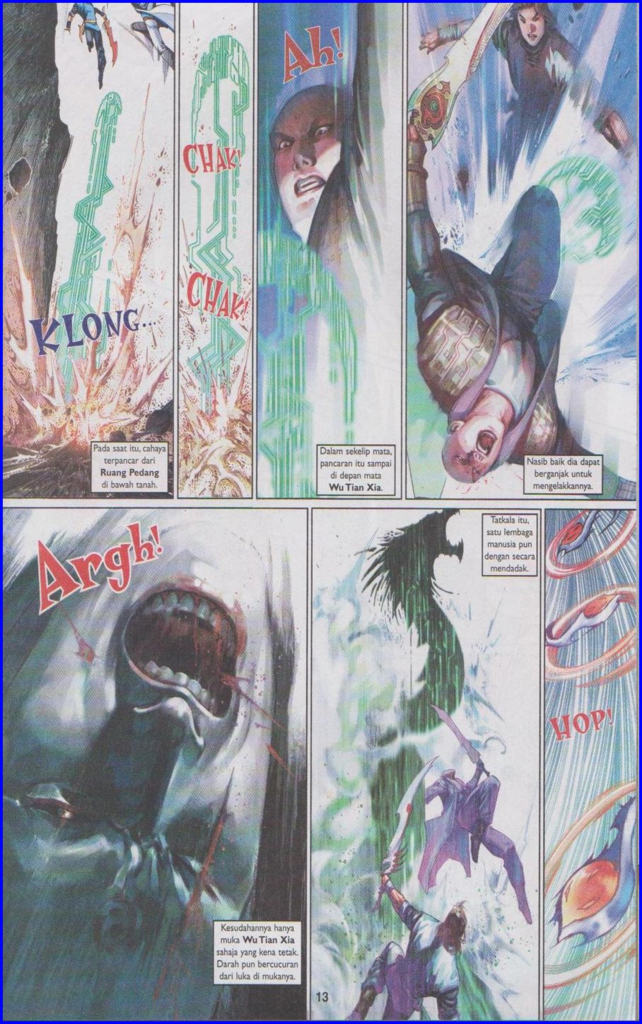 KLONG...
Pada saat itu, cahaya
terpancar dari
Ruang Pedang
di bawah tanah.
CHAK!
CHAK!
Ah!
Dalam sekelip mata,
pancaran itu sampai
di depan mata
Wu Tian Xia.
Nasib baik dia dapat
berganjak untuk
mengelakkannya.
Argh!
Kesudahannya hanya
muka Wu Tian Xia
sahaja yang kena tetak.
Darah pun bercucuran
dari luka di mukanya.
Tatkala itu,
satu lembaga
manusia pun
dengan secara
mendadak.
HOP!
13